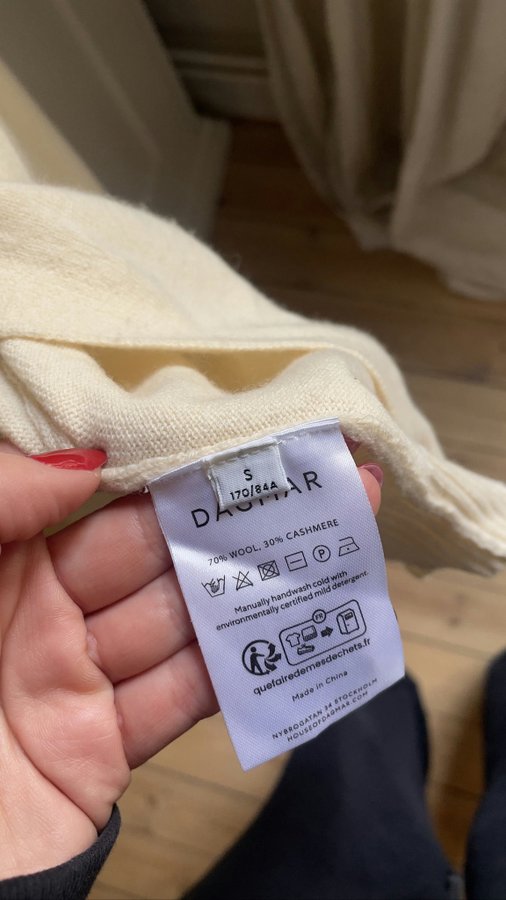 S
170/84A
DAGMAR
70% WOOL, 30% CASHMERE
P
Manually handwash cold with
environmentally certified mild detergent.
FR
quefairedemesdechets.fr
Made in China
NYBROGATAN 34 STOCKHOLM
HOUSEOFDAGMAR.COM